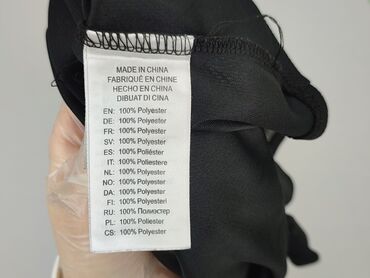 MADE IN CHINA
FABRIQUÉ EN CHINE
HECHO EN CHINA
DIBUAT DI CINA
EN: 100% Polyester
DE: 100% Polyester
FR: 100% Polyester
SV: 100% Polyester
ES: 100% Poliéster
IT: 100% Poliestere
NL: 100% Polyester
NO: 100% Polyester
DA: 100% Polyester
FI: 100% Polyesteri
RU: 100% Полиэстер
PL: 100% Polyester
CS: 100% Polyester